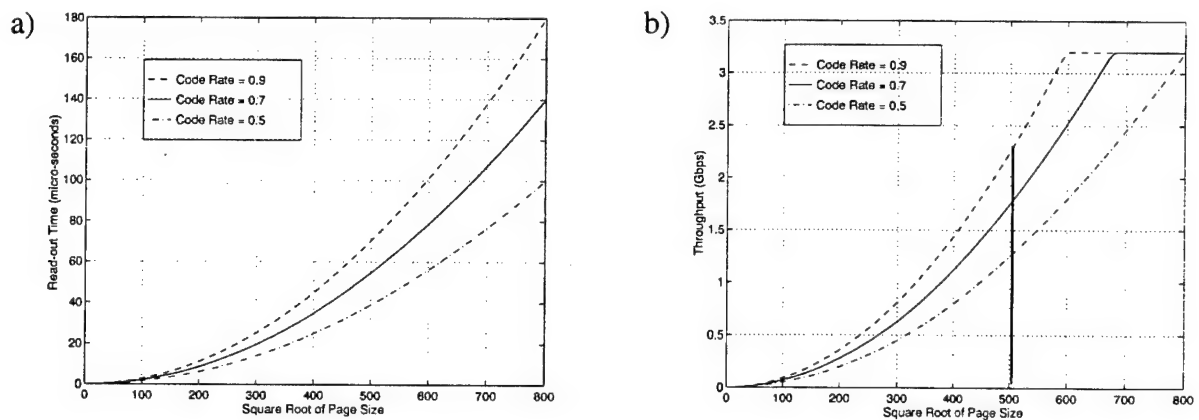 a)
Read-out Time (micro-seconds)
180
160
140
120
100
80
60
40
20
0
Code Rate = 0.9
Code Rate = 0.7
Code Rate = 0.5
0 100 200 300 400 500 600 700 800
Square Root of Page Size
b)
Throughput (Gbps)
3.5
3
2.5
2
1.5
1
0.5
0
Code Rate = 0.9
Code Rate = 0.7
Code Rate = 0.5
0 100 200 300 400 500 600 700 800
Square Root of Page Size